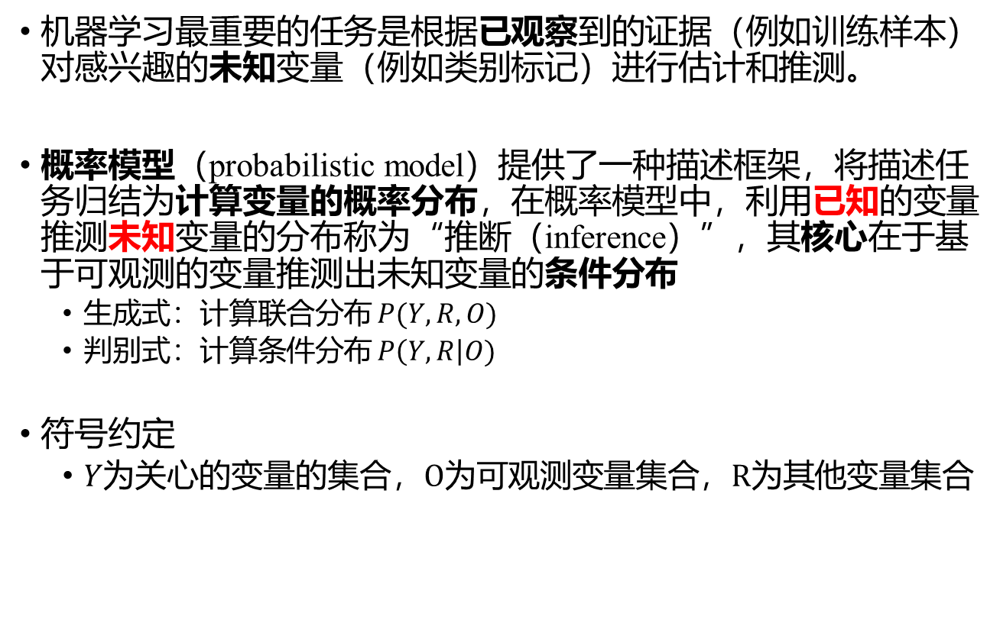 • 机器学习最重要的任务是根据已观察到的证据（例如训练样本）
对感兴趣的未知变量（例如类别标记）进行估计和推测。
• 概率模型（probabilistic model）提供了一种描述框架，将描述任
务归结为计算变量的概率分布，在概率模型中，利用已知的变量
推测未知变量的分布称为“推断（inference）”，其核心在于基
于可观测的变量推测出未知变量的条件分布
• 生成式：计算联合分布 P(Y, R, O)
• 判别式：计算条件分布 P(Y, R|O)
• 符号约定
• Y为关心的变量的集合，O为可观测变量集合，R为其他变量集合